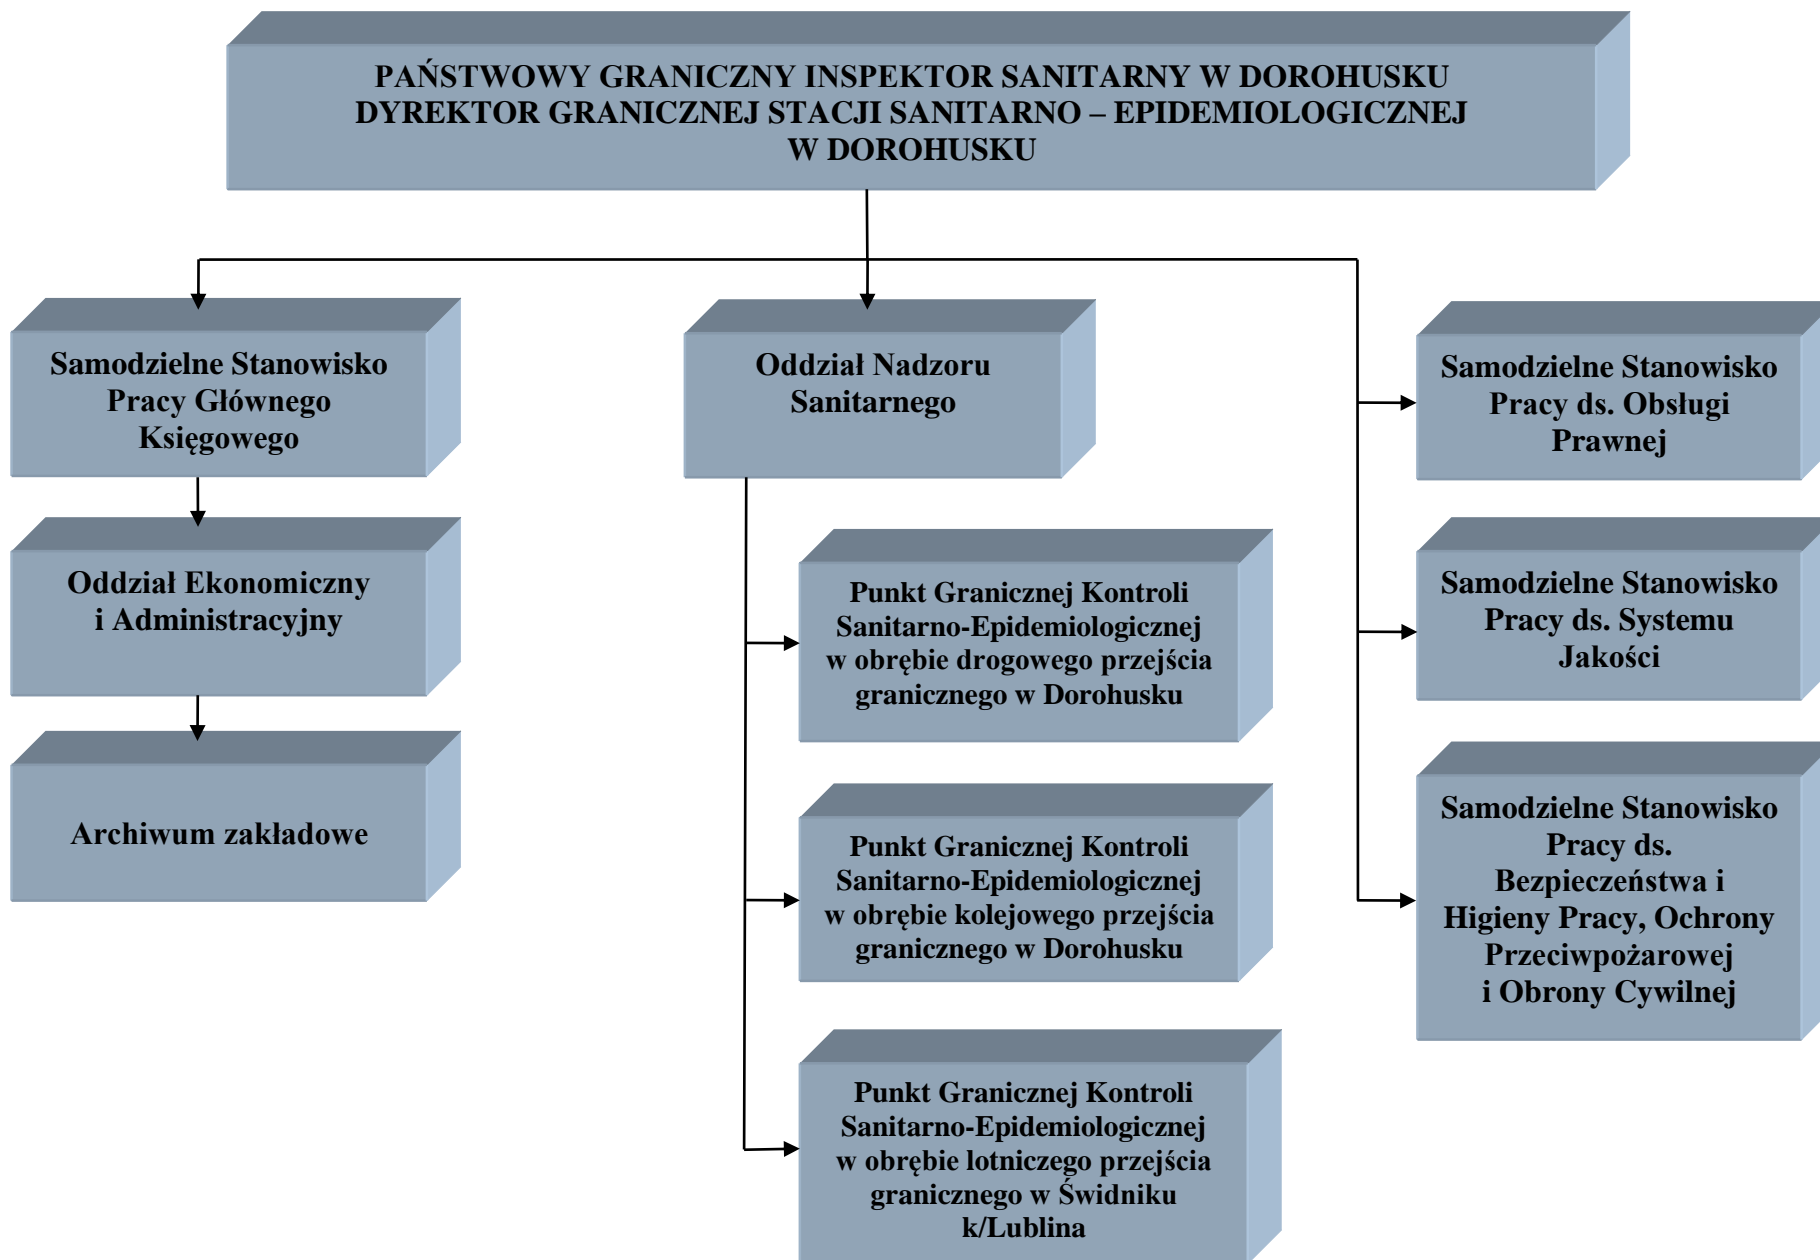 PAŃSTWOWY GRANICZNY INSPEKTOR SANITARNY W DOROHUSKU
DYREKTOR GRANICZNEJ STACJI SANITARNO – EPIDEMIOLOGICZNEJ
W DOROHUSKU
Samodzielne Stanowisko
Pracy Głównego
Księgowego
Oddział Ekonomiczny
i Administracyjny
Archiwum zakładowe
Oddział Nadzoru
Sanitarnego
Punkt Granicznej Kontroli
Sanitarno-Epidemiologicznej
w obrębie drogowego przejścia
granicznego w Dorohusku
Punkt Granicznej Kontroli
Sanitarno-Epidemiologicznej
w obrębie kolejowego przejścia
granicznego w Dorohusku
Punkt Granicznej Kontroli
Sanitarno-Epidemiologicznej
w obrębie lotniczego przejścia
granicznego w Świdniku
k/Lublina
Samodzielne Stanowisko
Pracy ds. Obsługi
Prawnej
Samodzielne Stanowisko
Pracy ds. Systemu
Jakości
Samodzielne Stanowisko
Pracy ds.
Bezpieczeństwa i
Higieny Pracy, Ochrony
Przeciwpożarowej
i Obrony Cywilnej